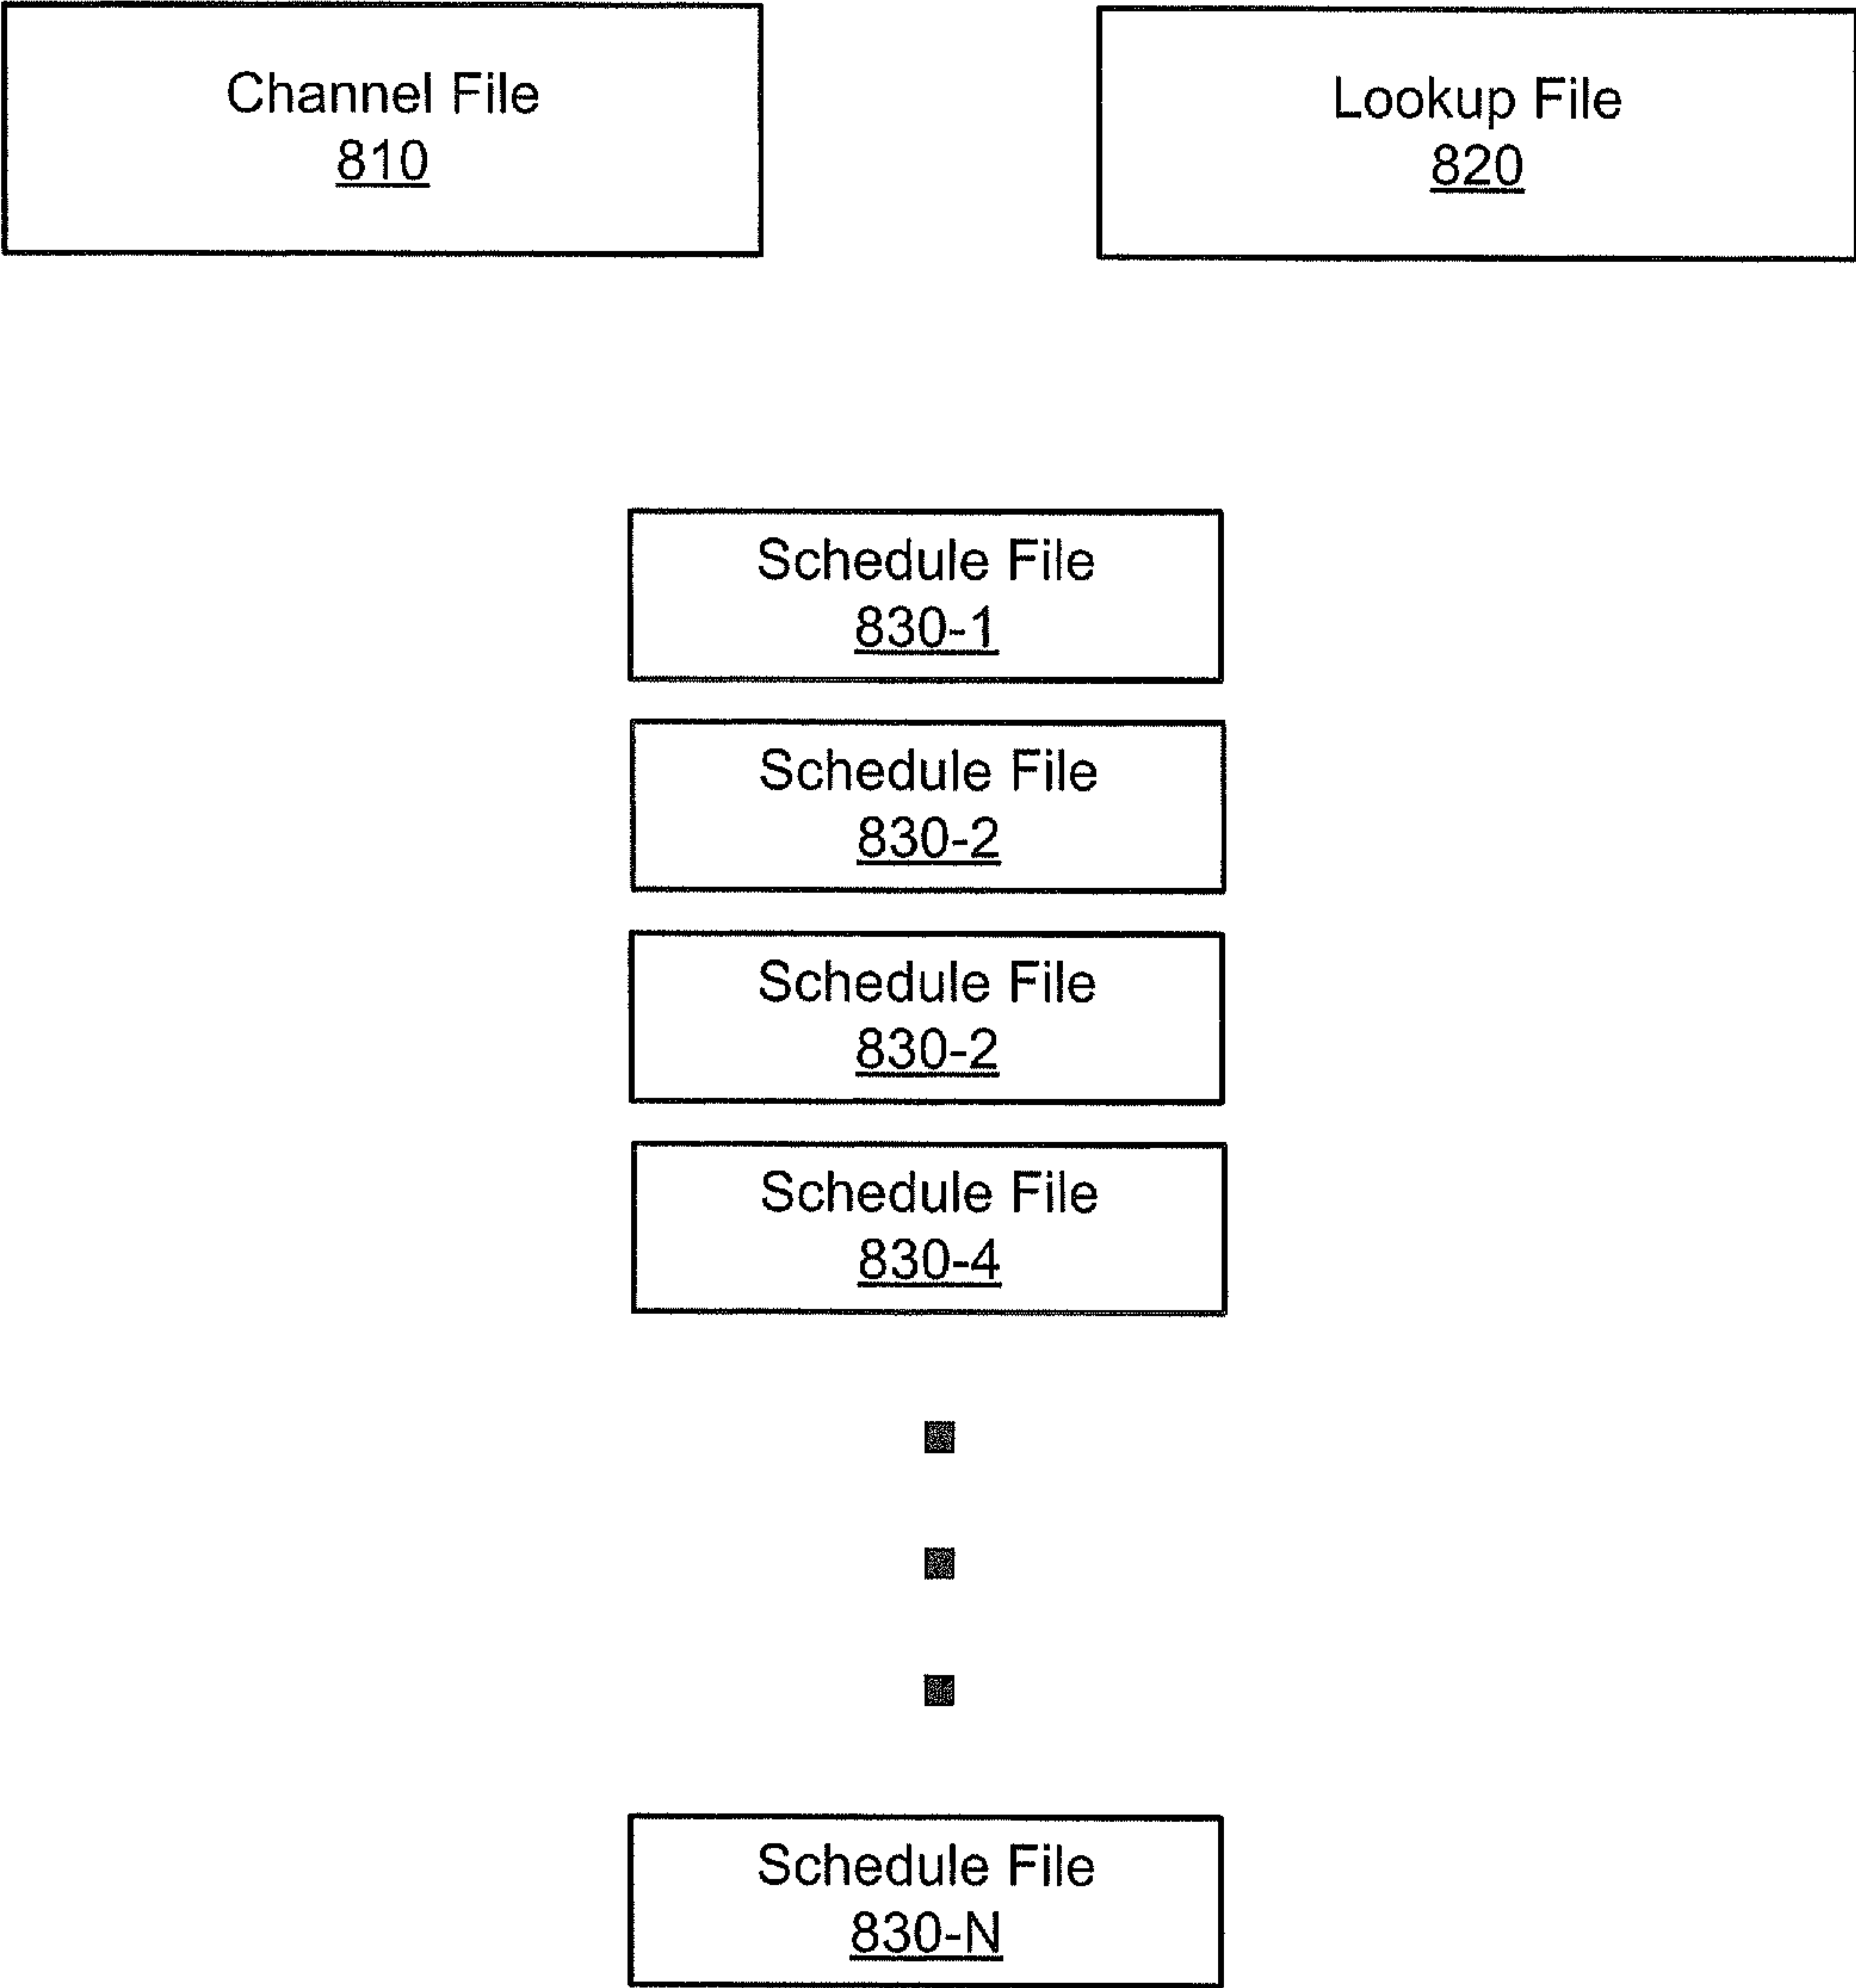 Channel File
810
Lookup File
820
Schedule File
830-1
Schedule File
830-2
Schedule File
830-2
Schedule File
830-4
Schedule File
830-N